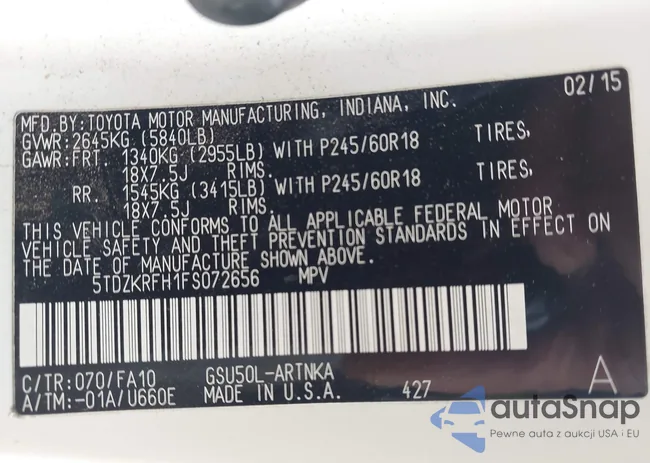 02/15
MFD.BY:TOYOTA MOTOR MANUFACTURING, INDIANA, INC.
GVWR:2645KG (5840LB)
GAWR:FRT. 1340KG (2955LB) WITH P245/60R18 TIRES,
18X7.5J RIMS.
RR. 1545KG (3415LB) WITH P245/60R18 TIRES,
18X7.5J RIMS.
THIS VEHICLE CONFORMS TO ALL APPLICABLE FEDERAL MOTOR
VEHICLE SAFETY AND THEFT PREVENTION STANDARDS IN EFFECT ON
THE DATE OF MANUFACTURE SHOWN ABOVE.
5TDZKRFH1FS072656 MPV
C/TR:070/FA10 GSU50L-ARTNKA
A/TM:-01A/U660E MADE IN U.S.A. 427 A
autaSnap
Pewne auta z aukcji USA i EU